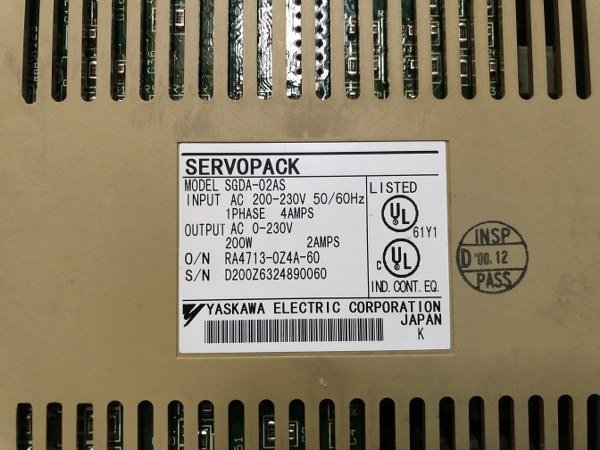 SERVOPACK
MODEL SGDA-02AS
INPUT AC 200-230V 50/60Hz
1PHASE 4AMPS
OUTPUT AC 0-230V
200W 2AMPS
O/N RA4713-0Z4A-60
S/N D200Z6324890060
LISTED
UL
61Y1
C UL
IND. CONT. EQ.
YASKAWA ELECTRIC CORPORATION
JAPAN
K
INSP
D '00.12
PASS